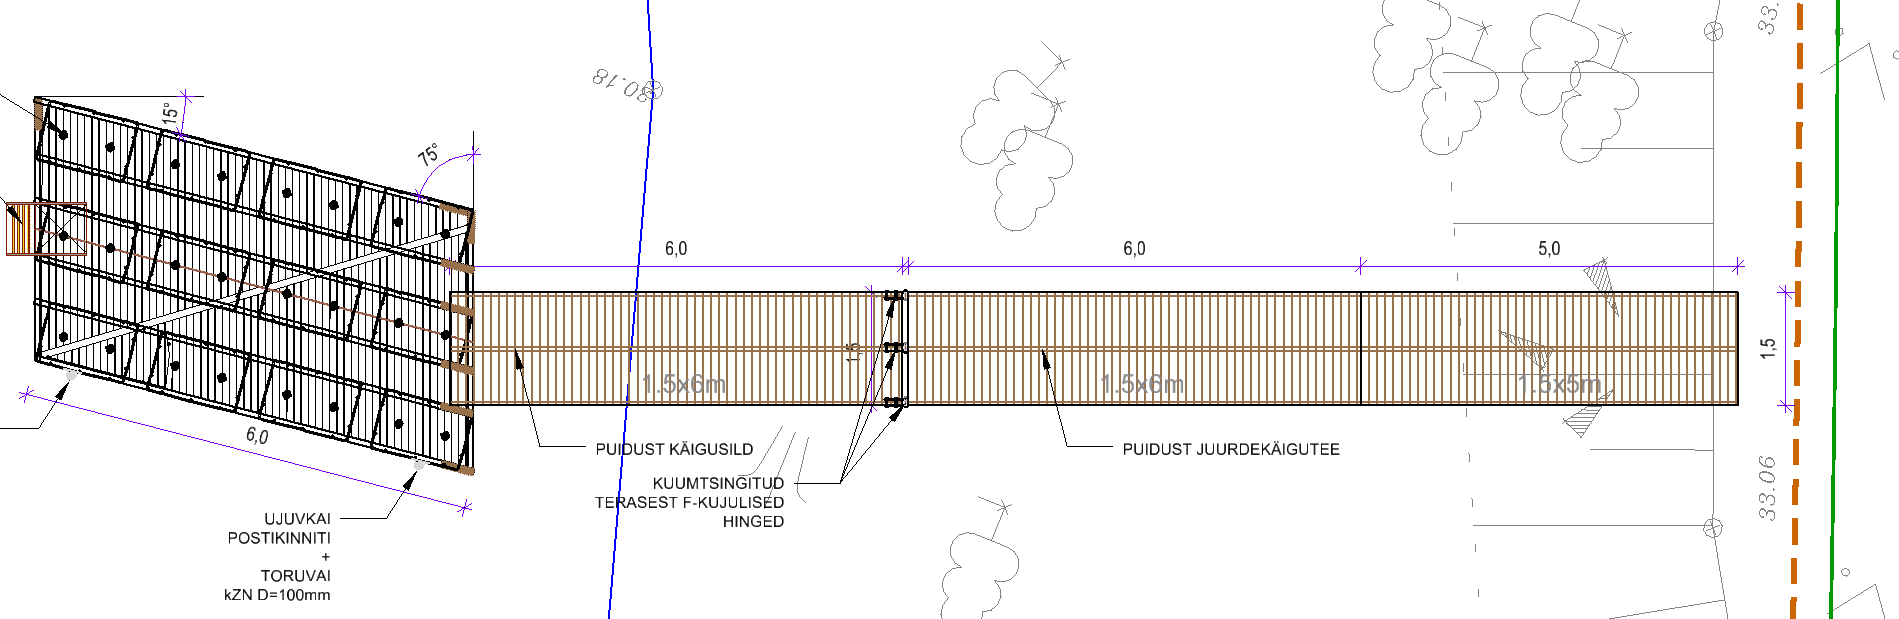 33.
80.18
15°
75°
6,0
6,0
5,0
1,5
1,5
1.5x6m
1.5x6m
1.5x5m
6,0
PUIDUST KÄIGUSILD
PUIDUST JUURDEKÄIGUTEE
KUUMTSINGITUD
TERASEST F-KUJULISED
HINGED
33.06
UJUVKAI
POSTIKINNITI
+
TORUVAI
kZN D=100mm